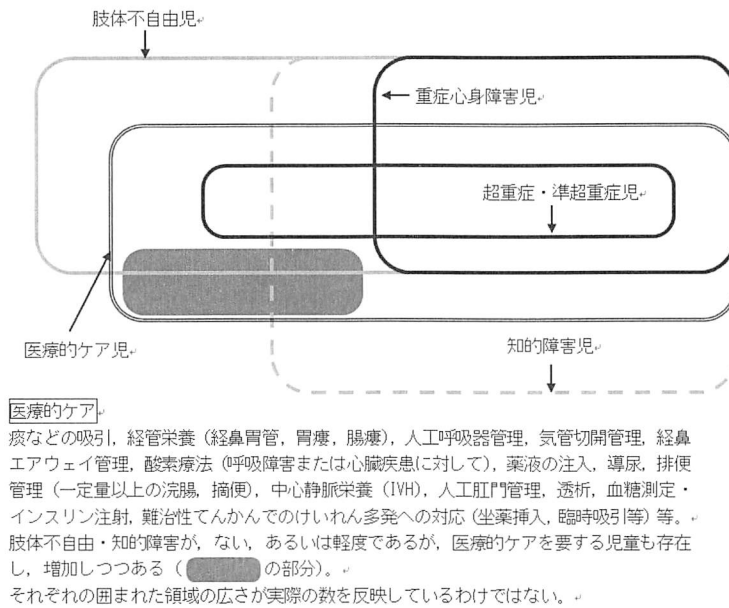 肢体不自由児
重症心身障害児
超重症・準超重症児
医療的ケア児
知的障害児
医療的ケア
痰などの吸引，経管栄養（経鼻胃管，胃瘻，腸瘻），人工呼吸器管理，気管切開管理，経鼻
エアウェイ管理，酸素療法（呼吸障害または心臓疾患に対して），薬液の注入，導尿，排便
管理（一定量以上の浣腸，摘便），中心静脈栄養（IVH），人工肛門管理，透析，血糖測定・
インスリン注射，難治性てんかんでのけいれん多発への対応（坐薬挿入，臨時吸引等）等。
肢体不自由・知的障害が，ない，あるいは軽度であるが，医療的ケアを要する児童も存在
し，増加しつつある（の部分）。
それぞれの囲まれた領域の広さが実際の数を反映しているわけではない。